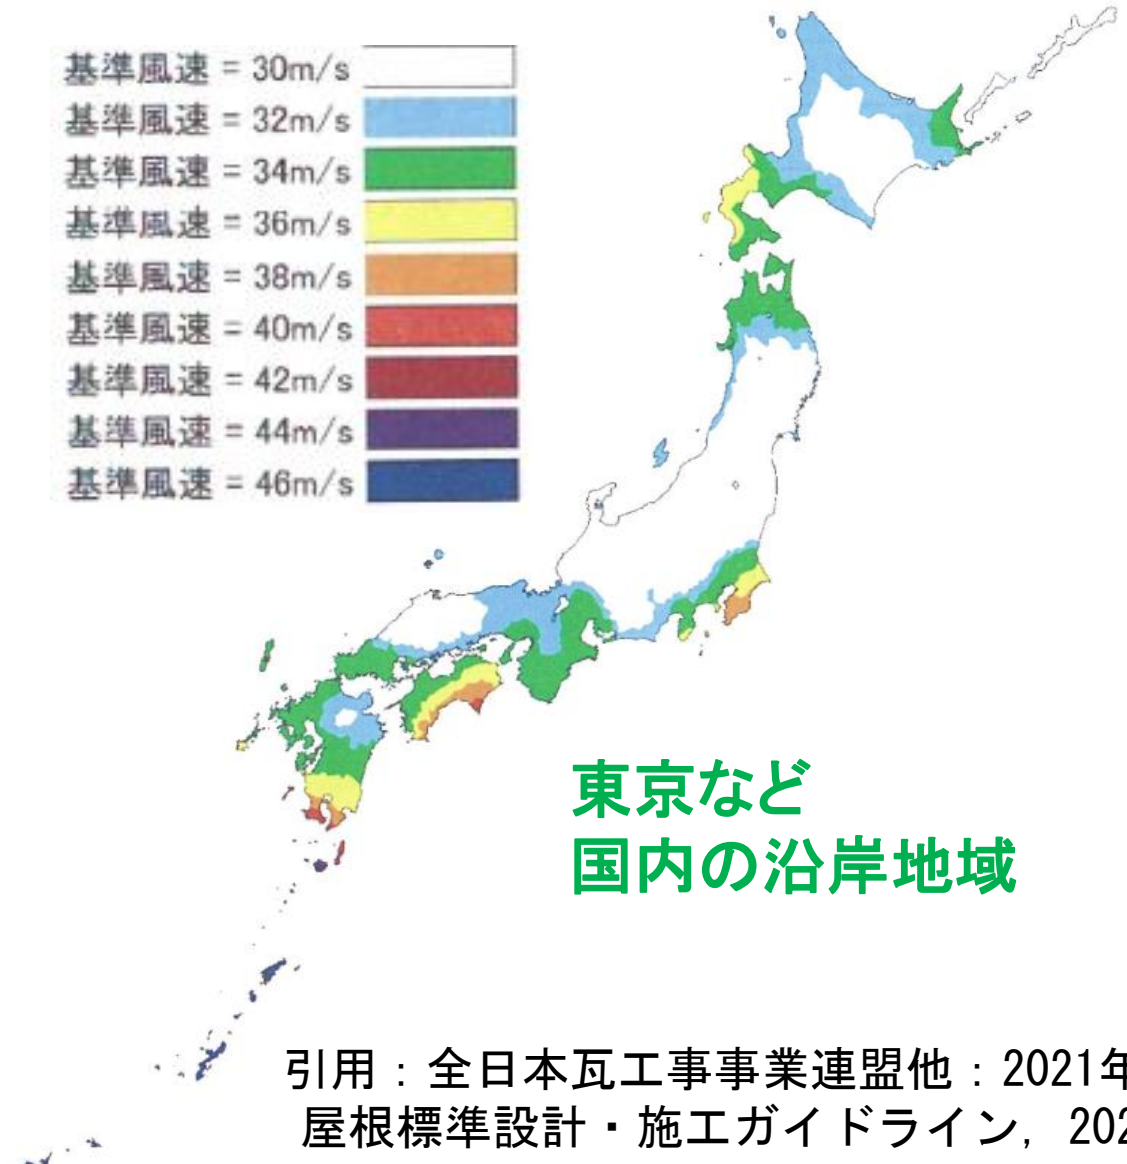 基準風速 = 30m/s
基準風速 = 32m/s
基準風速 = 34m/s
基準風速 = 36m/s
基準風速 = 38m/s
基準風速 = 40m/s
基準風速 = 42m/s
基準風速 = 44m/s
基準風速 = 46m/s
東京など
国内の沿岸地域
引用：全日本瓦工事事業連盟他：2021年
屋根標準設計・施工ガイドライン, 202